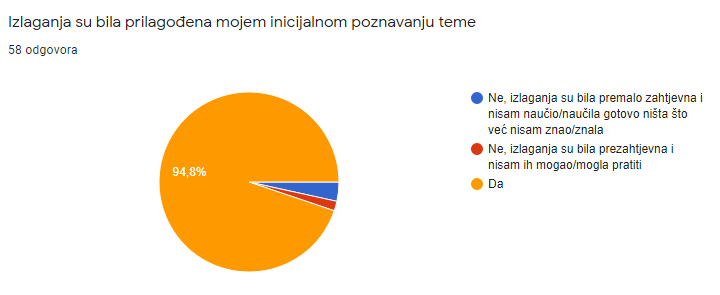 Izlaganja su bila prilagođena mojem inicijalnom poznavanju teme
58 odgovora
94,8%
Ne, izlaganja su bila premalo zahtjevna i
nisam naučio/naučila gotovo ništa što
već nisam znao/znala
Ne, izlaganja su bila prezahtjevna i
nisam ih mogao/mogla pratiti
Da